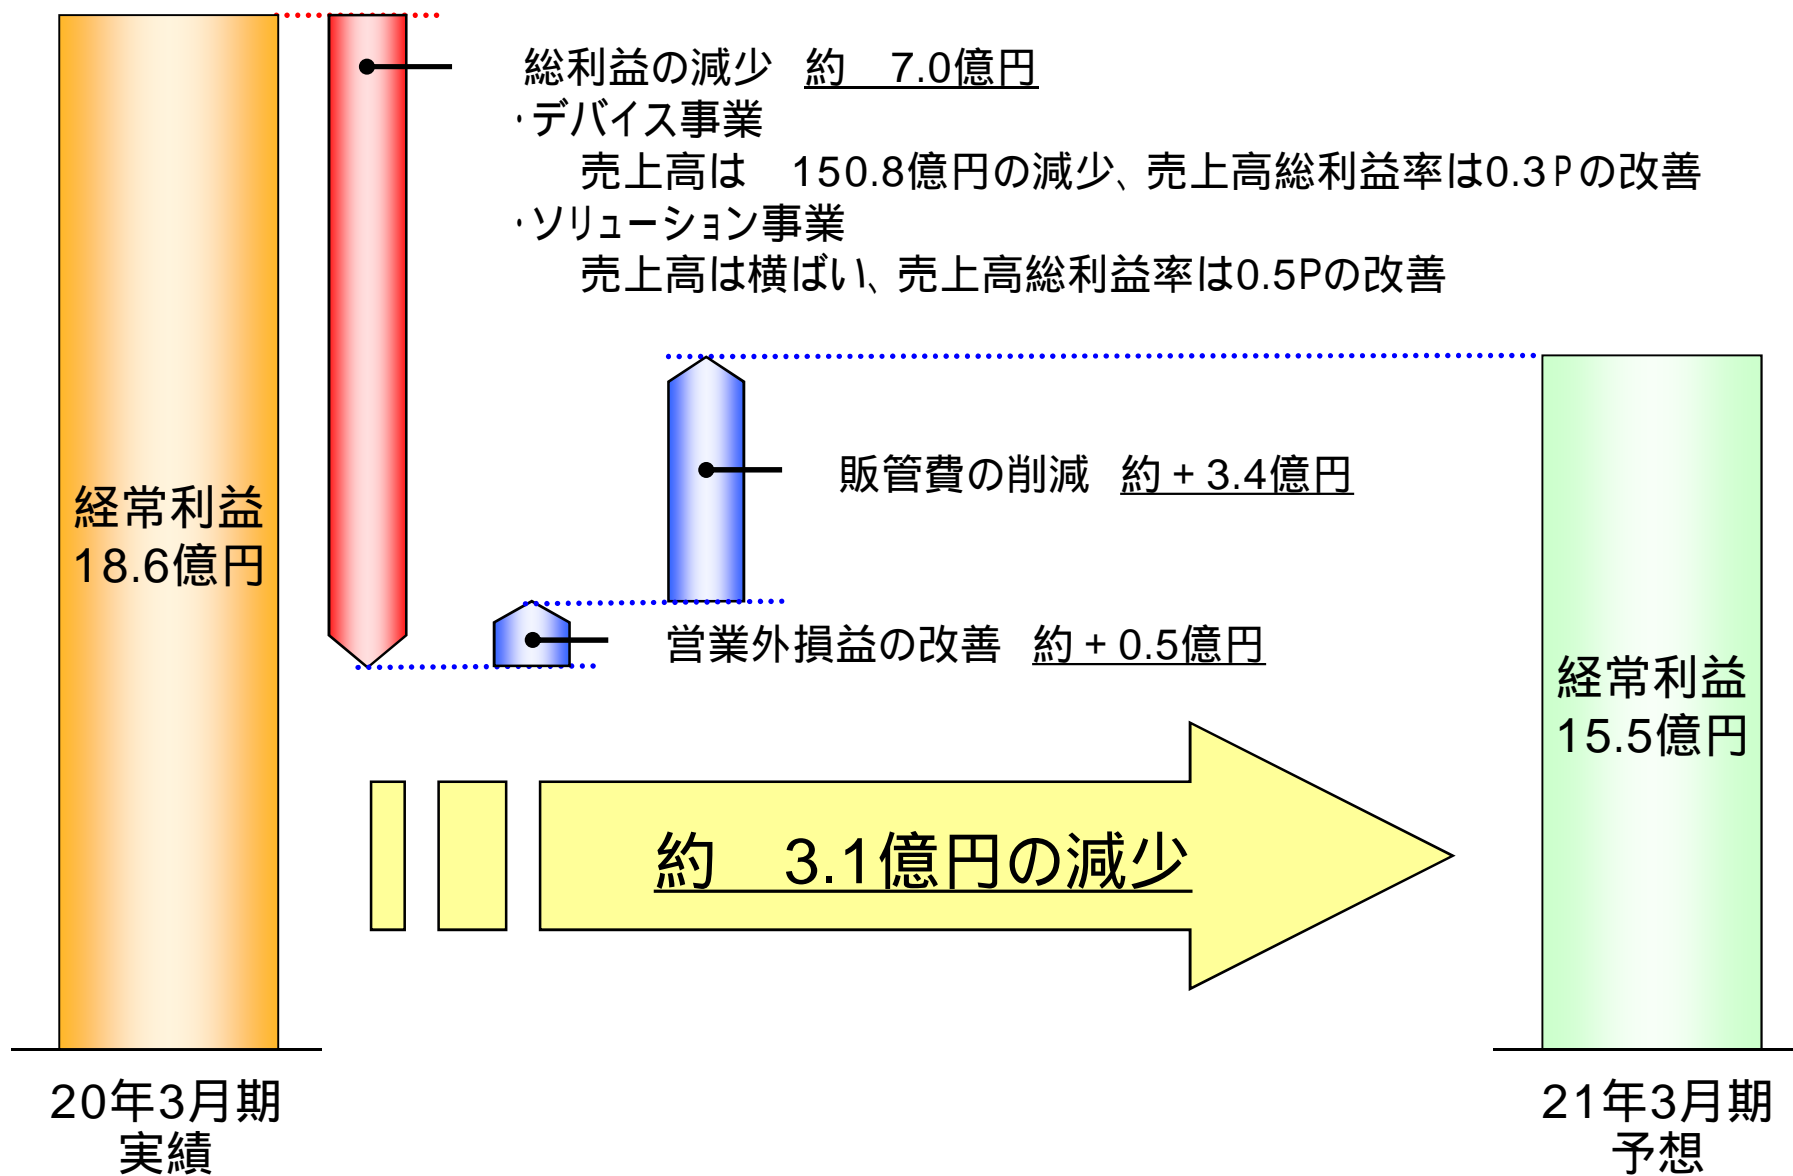 総利益の減少 約　7.0億円
・デバイス事業
売上高は　150.8億円の減少、売上高総利益率は0.3Pの改善
・ソリューション事業
売上高は横ばい、売上高総利益率は0.5Pの改善
販管費の削減 約+3.4億円
経常利益
18.6億円
営業外損益の改善 約+0.5億円
経常利益
15.5億円
約　3.1億円の減少
20年3月期
実績
21年3月期
予想